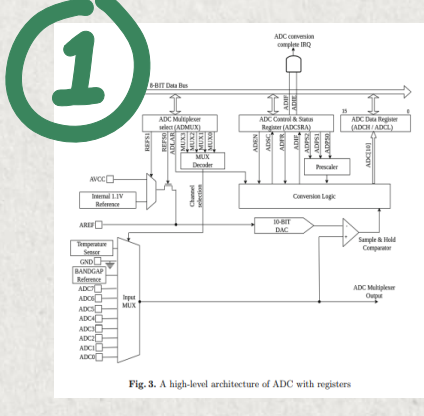 1
ADC conversion
complete IRQ
8-BIT Data Bus
ADIF
ADIE
15
0
ADC Multiplexer
select (ADMUX)
ADC Control & Status
Register (ADCSRA)
ADC Data Register
(ADCH / ADCL)
REFS1
REFS0
ADLAR
MUX3
MUX2
MUX1
MUX0
ADEN
ADSC
ADFR
ADIF
ADPS2
ADPS1
ADPS0
ADC[10]
MUX
Decoder
Prescaler
AVCC
Internal 1.1V
Reference
Channel
selection
Conversion Logic
AREF
10-BIT
DAC
-
+
Sample & Hold
Comparator
Temperature
Sensor
GND
BANDGAP
Reference
ADC7
ADC6
ADC5
ADC4
ADC3
ADC2
ADC1
ADC0
Input
MUX
ADC Multiplexer
Output
Fig. 3. A high-level architecture of ADC with registers